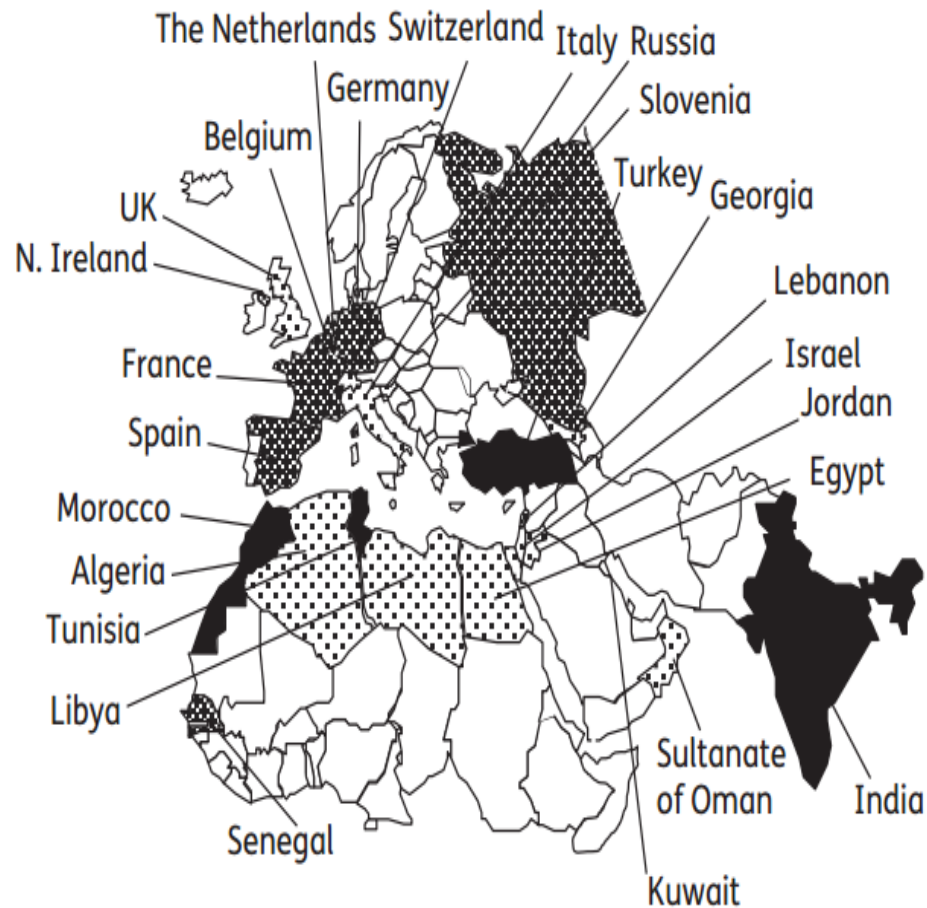 The Netherlands Switzerland
Italy Russia
Germany
Slovenia
Belgium
Turkey
Georgia
UK
N. Ireland
Lebanon
Israel
France
Jordan
Spain
Egypt
Morocco
Algeria
Tunisia
Libya
Sultanate
of Oman
India
Senegal
Kuwait